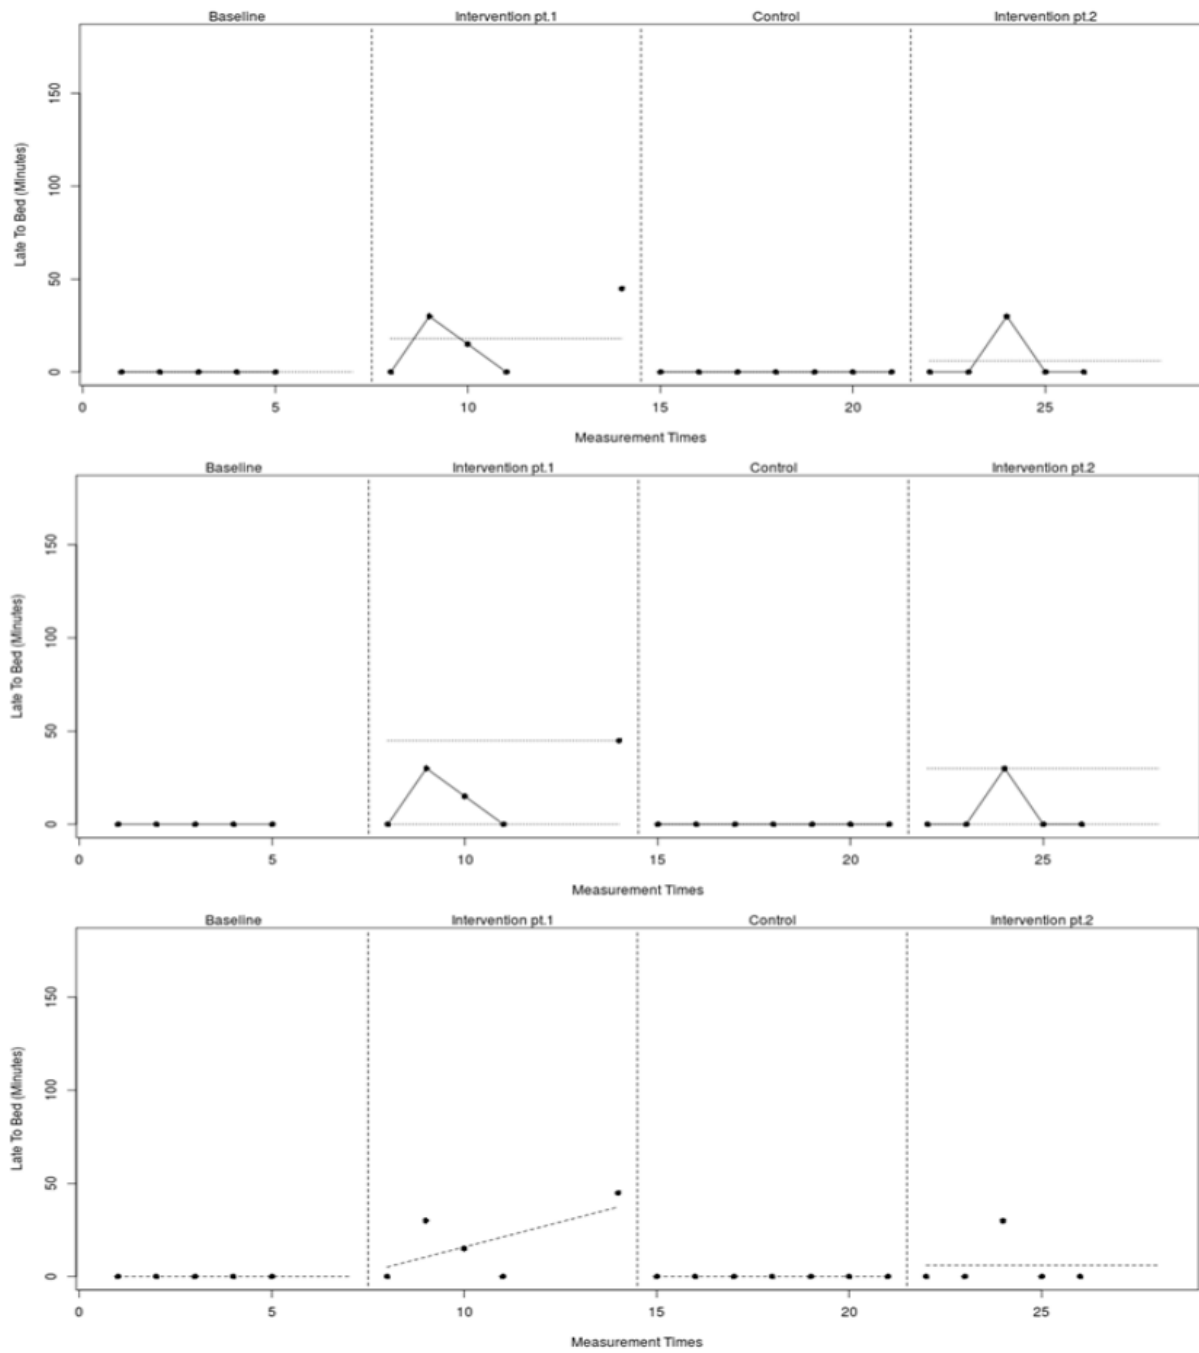 Baseline Intervention pt.1 Control Intervention pt.2
150
100
50
0
Late To Bed (Minutes)
0 5 10 15 20 25
Measurement Times
Baseline Intervention pt.1 Control Intervention pt.2
150
100
50
0
Late To Bed (Minutes)
0 5 10 15 20 25
Measurement Times
Baseline Intervention pt.1 Control Intervention pt.2
150
100
50
0
Late To Bed (Minutes)
0 5 10 15 20 25
Measurement Times